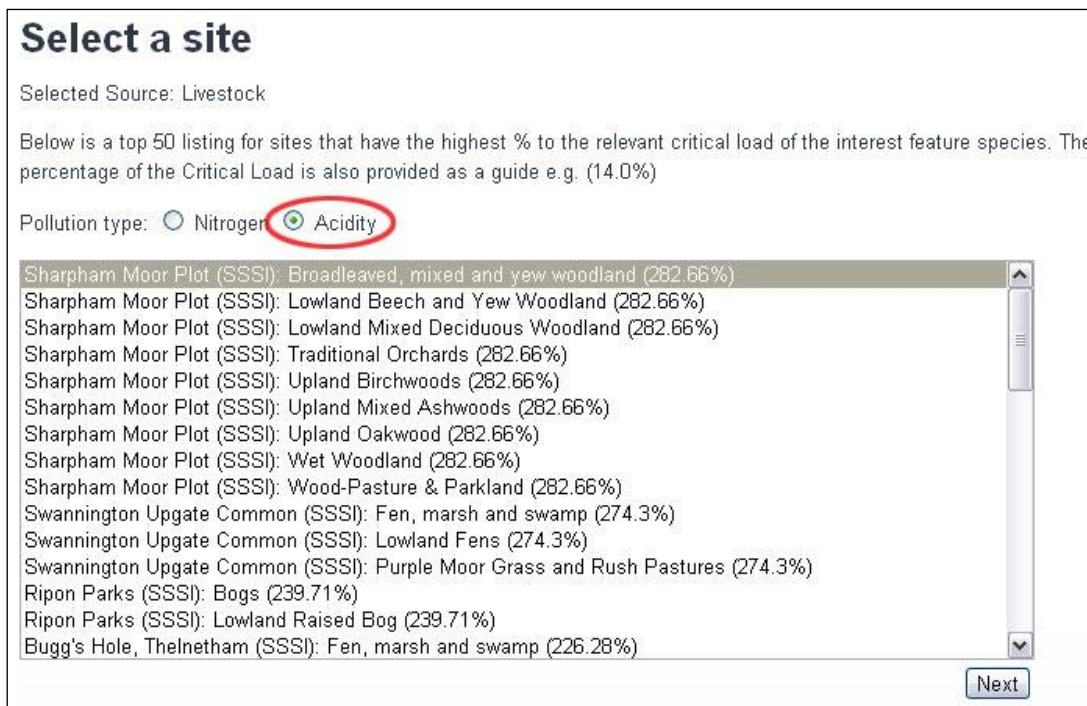 Select a site
Selected Source: Livestock
Below is a top 50 listing for sites that have the highest % to the relevant critical load of the interest feature species. The
percentage of the Critical Load is also provided as a guide e.g. (14.0%)
Pollution type: Nitrogen Acidity
Sharpham Moor Plot (SSSI): Broadleaved, mixed and yew woodland (282.66%)
Sharpham Moor Plot (SSSI): Lowland Beech and Yew Woodland (282.66%)
Sharpham Moor Plot (SSSI): Lowland Mixed Deciduous Woodland (282.66%)
Sharpham Moor Plot (SSSI): Traditional Orchards (282.66%)
Sharpham Moor Plot (SSSI): Upland Birchwoods (282.66%)
Sharpham Moor Plot (SSSI): Upland Mixed Ashwoods (282.66%)
Sharpham Moor Plot (SSSI): Upland Oakwood (282.66%)
Sharpham Moor Plot (SSSI): Wet Woodland (282.66%)
Sharpham Moor Plot (SSSI): Wood-Pasture & Parkland (282.66%)
Swannington Upgate Common (SSSI): Fen, marsh and swamp (274.3%)
Swannington Upgate Common (SSSI): Lowland Fens (274.3%)
Swannington Upgate Common (SSSI): Purple Moor Grass and Rush Pastures (274.3%)
Ripon Parks (SSSI): Bogs (239.71%)
Ripon Parks (SSSI): Lowland Raised Bog (239.71%)
Bugg's Hole, Thelnetham (SSSI): Fen, marsh and swamp (226.28%)
Next